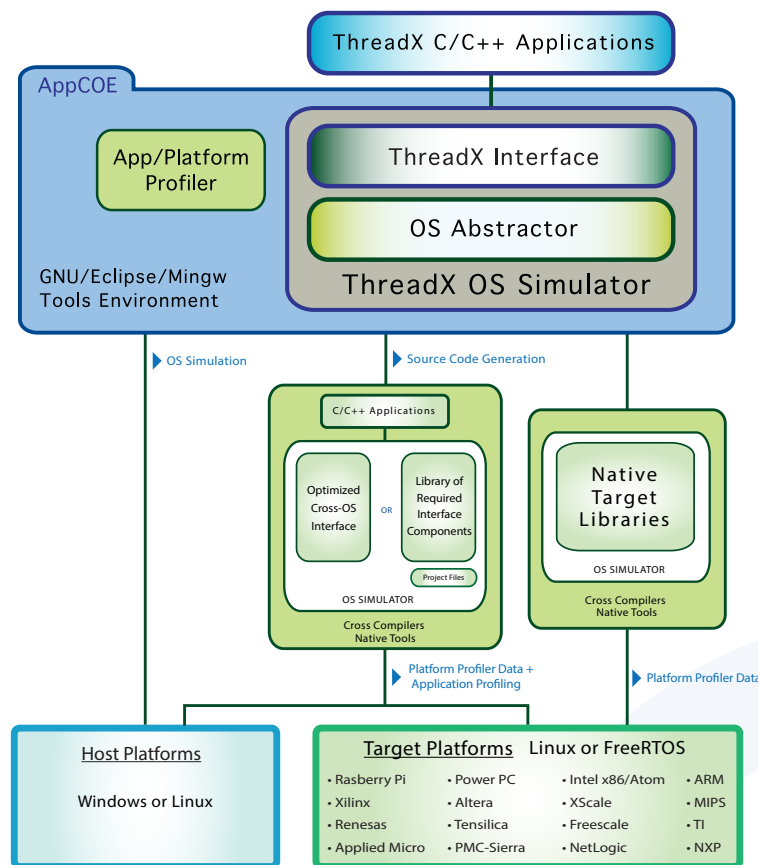 ThreadX C/C++ Applications
AppCOE
App/Platform
Profiler
ThreadX Interface
OS Abstractor
GNU/Eclipse/Mingw
Tools Environment
ThreadX OS Simulator
OS Simulation
Source Code Generation
C/C++ Applications
Optimized
Cross-OS
Interface
OR
Library of
Required
Interface
Components
Project Files
OS SIMULATOR
Cross Compilers
Native Tools
Native
Target
Libraries
OS SIMULATOR
Cross Compilers
Native Tools
Platform Profiler Data +
Application Profiling
Platform Profiler Data
Host Platforms
Windows or Linux
Target Platforms Linux or FreeRTOS
• Rasberry Pi
• Xilinx
• Renesas
• Applied Micro
• Power PC
• Altera
• Tensilica
• PMC-Sierra
• Intel x86/Atom
• XScale
• Freescale
• NetLogic
• ARM
• MIPS
• TI
• NXP